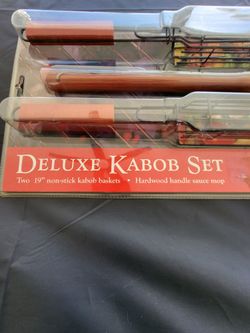 DELUXE KABOB SET
Two 19" non-stick kabob baskets • Hardwood handle sauce mop